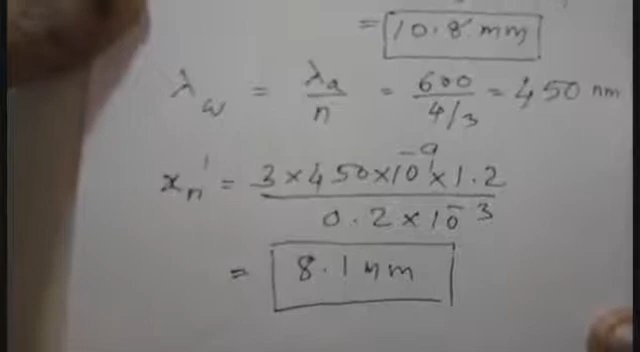 = 10.8 mm
λw = λa/n = 600/4/3 = 450 nm
xn' = 3×450×10^-9×1.2 / 0.2×10^-3
= 8.1 mm